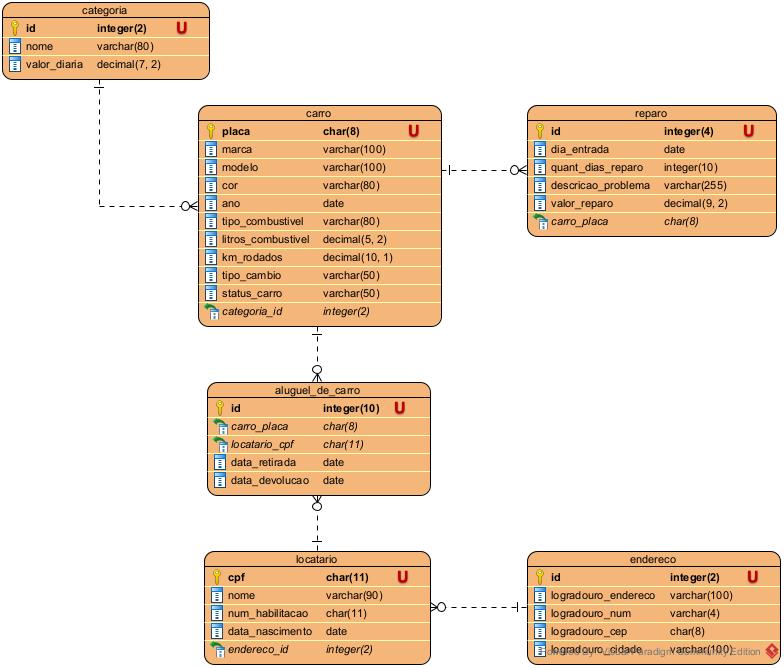 categoria
id integer(2) U
nome varchar(80)
valor_diaria decimal(7, 2)
carro
placa char(8) U
marca varchar(100)
modelo varchar(100)
cor varchar(80)
ano date
tipo_combustivel varchar(80)
litros_combustivel decimal(5, 2)
km_rodados decimal(10, 1)
tipo_cambio varchar(50)
status_carro varchar(50)
categoria_id integer(2)
reparo
id integer(4) U
dia_entrada date
quant_dias_reparo integer(10)
descricao_problema varchar(255)
valor_reparo decimal(9, 2)
carro_placa char(8)
aluguel_de_carro
id integer(10) U
carro_placa char(8)
locatario_cpf char(11)
data_retirada date
data_devolucao date
locatario
cpf char(11) U
nome varchar(90)
num_habilitacao char(11)
data_nascimento date
endereco_id integer(2)
endereco
id integer(2) U
logradouro_endereco varchar(100)
logradouro_num varchar(4)
logradouro_cep char(8)
logradouro_cidade varchar(100)
Powered By Visual Paradigm Community Edition